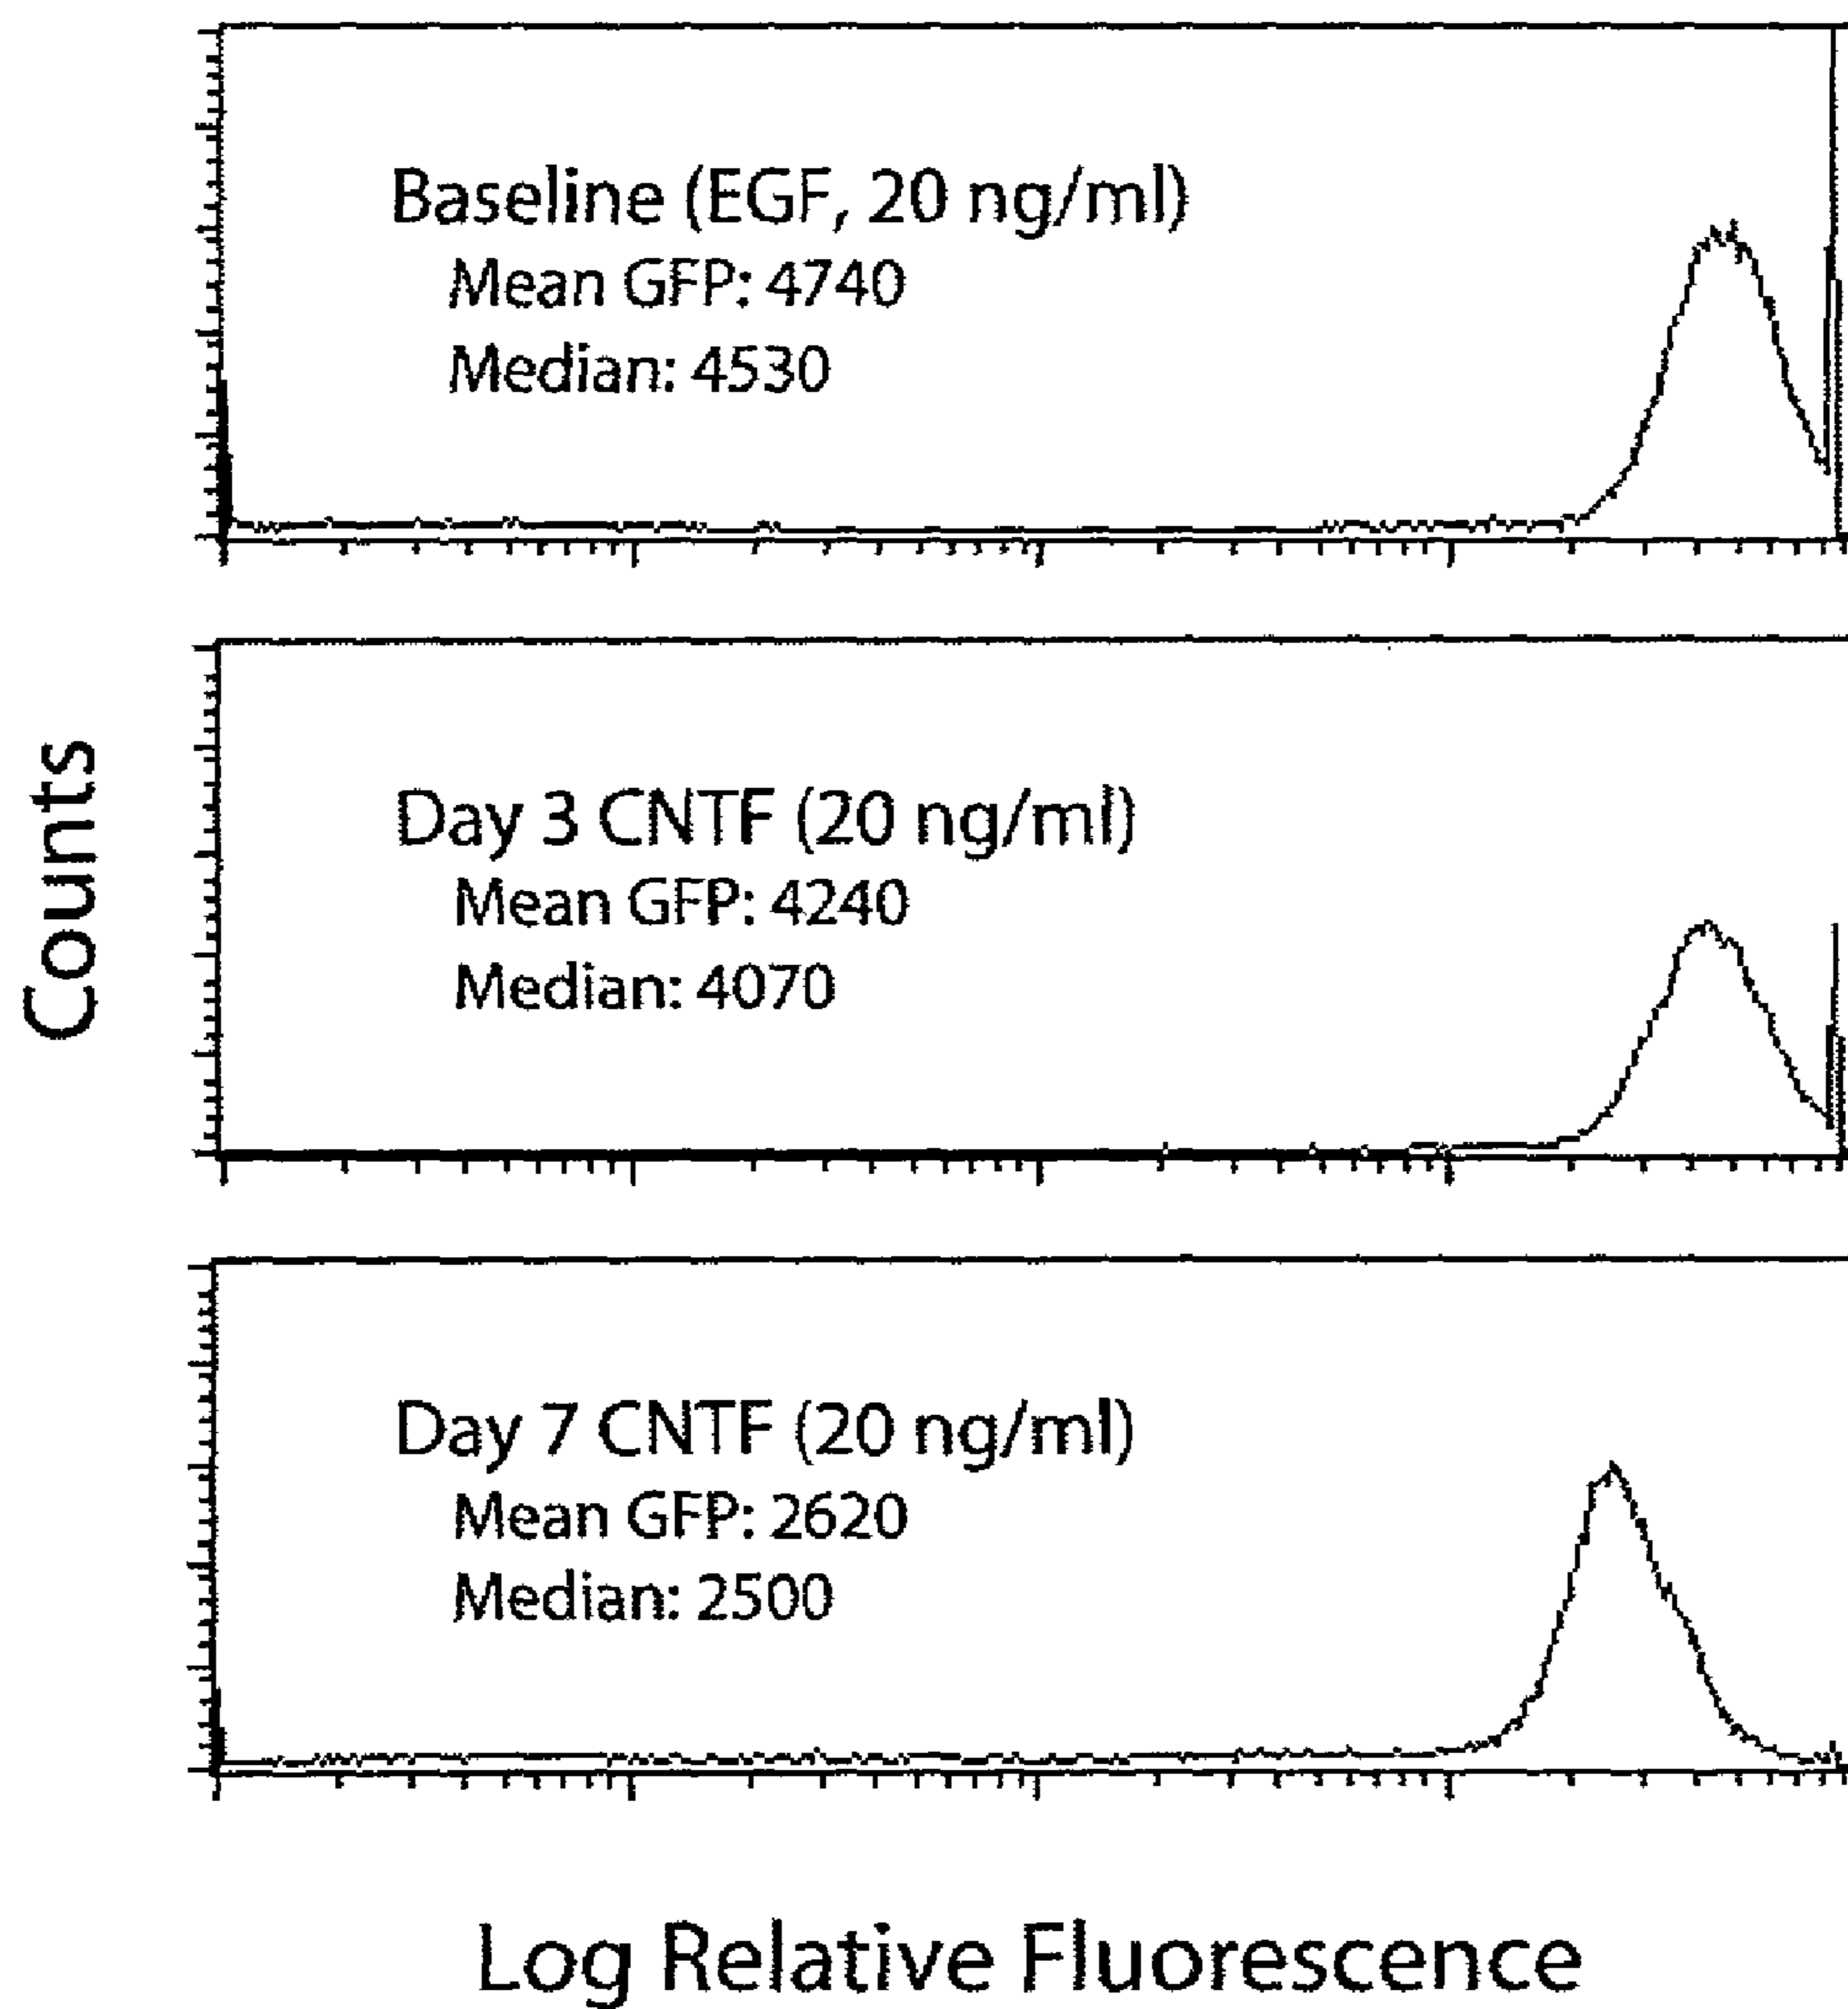 Baseline (EGF, 20 ng/ml)
Mean GFP: 4740
Median: 4530
Day 3 CNTF (20 ng/ml)
Mean GFP: 4240
Median: 4070
Counts
Day 7 CNTF (20 ng/ml)
Mean GFP: 2620
Median: 2500
Log Relative Fluorescence